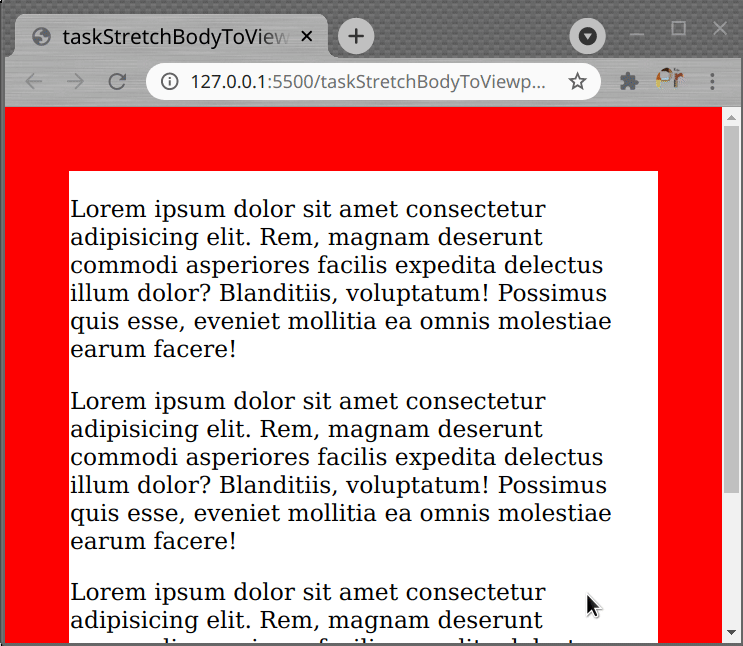 taskStretchBodyToView
127.0.0.1:5500/taskStretchBodyToViewp...
Lorem ipsum dolor sit amet consectetur
adipisicing elit. Rem, magnam deserunt
commodi asperiores facilis expedita delectus
illum dolor? Blanditiis, voluptatum! Possimus
quis esse, eveniet mollitia ea omnis molestiae
earum facere!
Lorem ipsum dolor sit amet consectetur
adipisicing elit. Rem, magnam deserunt
commodi asperiores facilis expedita delectus
illum dolor? Blanditiis, voluptatum! Possimus
quis esse, eveniet mollitia ea omnis molestiae
earum facere!
Lorem ipsum dolor sit amet consectetur
adipisicing elit. Rem, magnam deserunt